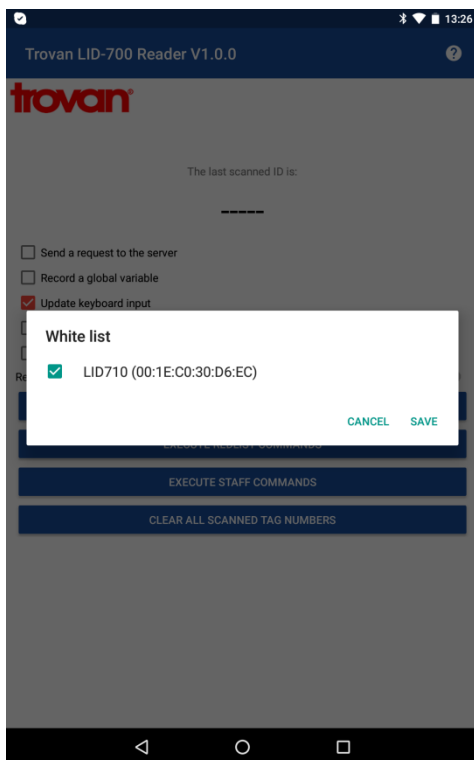 13:26
Trovan LID-700 Reader V1.0.0
trovan®
The last scanned ID is:
-----
Send a request to the server
Record a global variable
Update keyboard input
White list
Re
LID710 (00:1E:C0:30:D6:EC)
CANCEL SAVE
EXECUTE STAFF COMMANDS
CLEAR ALL SCANNED TAG NUMBERS